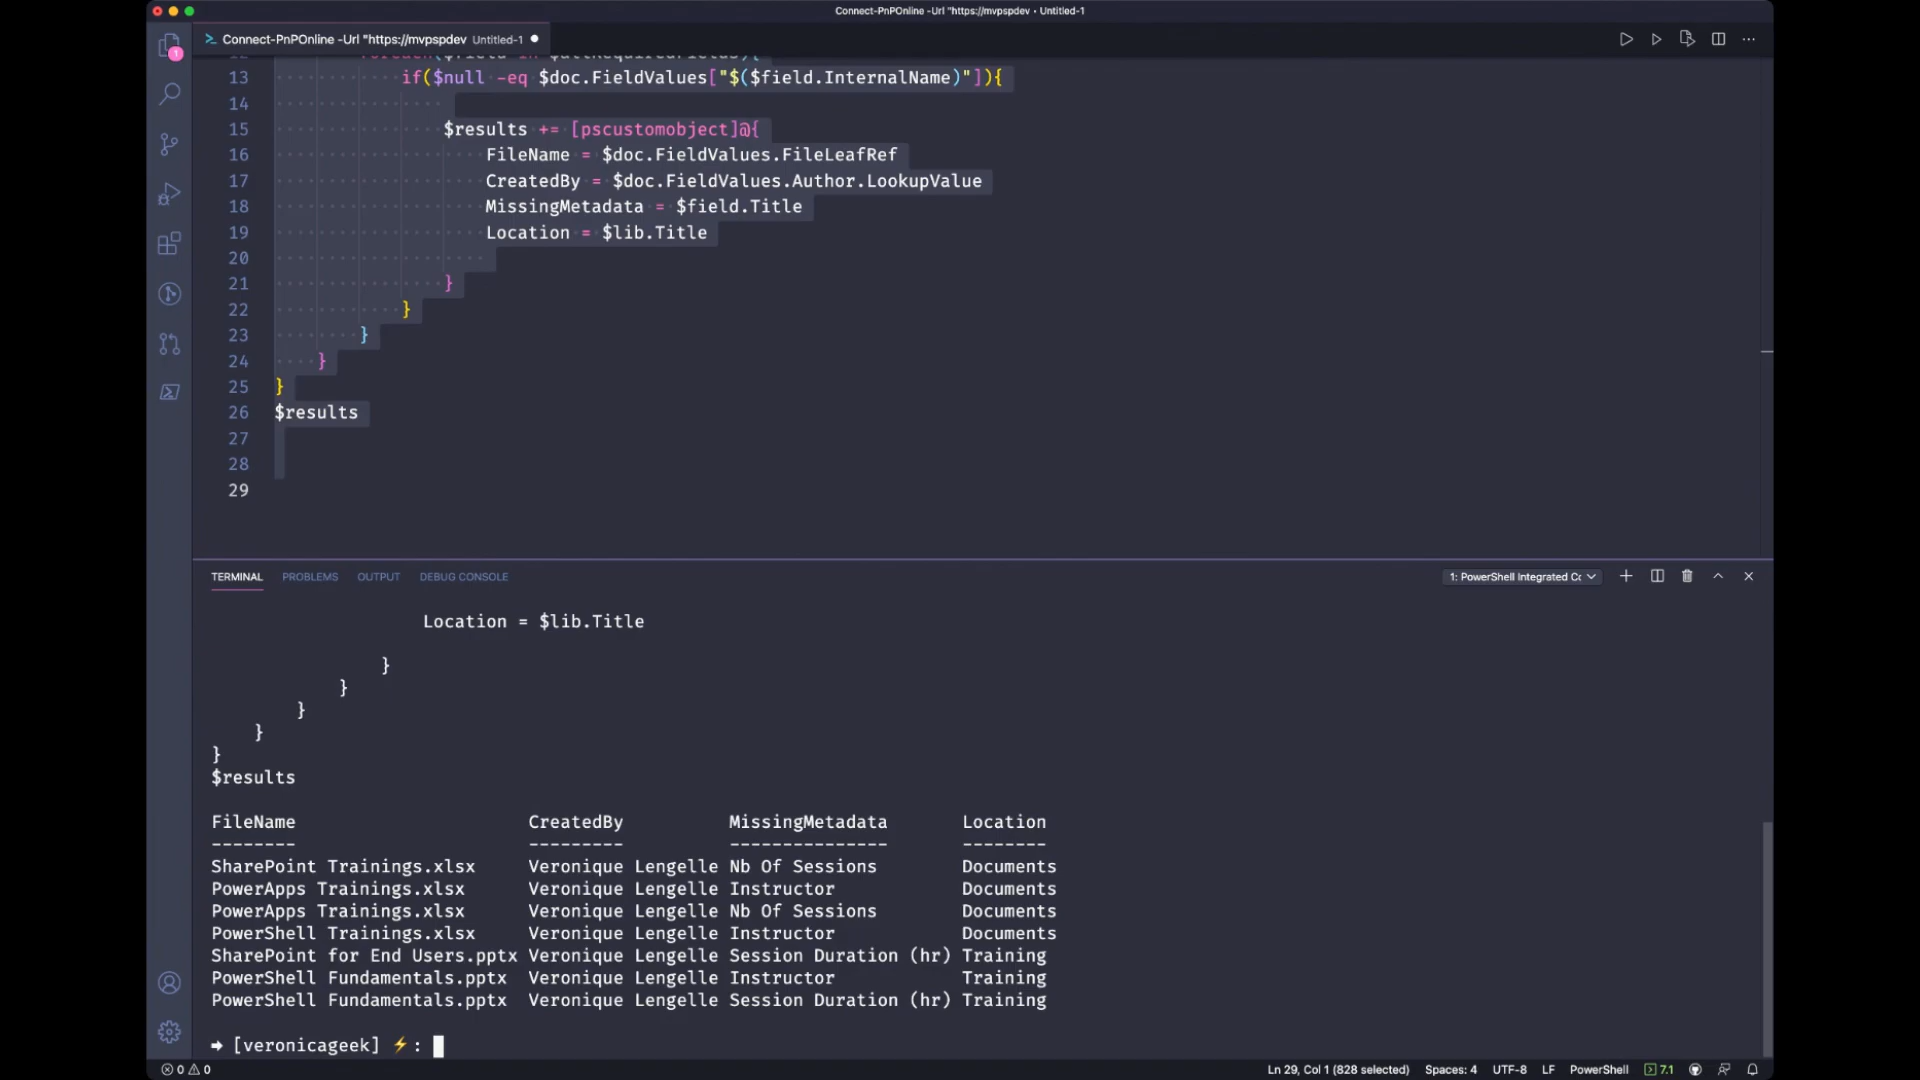 Connect-PnPOnline -Url "https://mvpspdev • Untitled-1
Connect-PnPOnline -Url "https://mvpspdev Untitled-1
1
12 foreach($field in $allRequiredFields){
13 if($null -eq $doc.FieldValues["$($field.InternalName)"]){
14
15 $results += [pscustomobject]@{
16 FileName = $doc.FieldValues.FileLeafRef
17 CreatedBy = $doc.FieldValues.Author.LookupValue
18 MissingMetadata = $field.Title
19 Location = $lib.Title
20
21 }
22 }
23 }
24 }
25 }
26 $results
27
28
29
TERMINAL PROBLEMS OUTPUT DEBUG CONSOLE 1: PowerShell Integrated Cc
Location = $lib.Title
}
}
}
}
}
$results
FileName CreatedBy MissingMetadata Location
-------- --------- --------------- --------
SharePoint Trainings.xlsx Veronique Lengelle Nb Of Sessions Documents
PowerApps Trainings.xlsx Veronique Lengelle Instructor Documents
PowerApps Trainings.xlsx Veronique Lengelle Nb Of Sessions Documents
PowerShell Trainings.xlsx Veronique Lengelle Instructor Documents
SharePoint for End Users.pptx Veronique Lengelle Session Duration (hr) Training
PowerShell Fundamentals.pptx Veronique Lengelle Instructor Training
PowerShell Fundamentals.pptx Veronique Lengelle Session Duration (hr) Training
➜ [veronicageek] ⚡:
0 0 Ln 29, Col 1 (828 selected) Spaces: 4 UTF-8 LF PowerShell 7.1